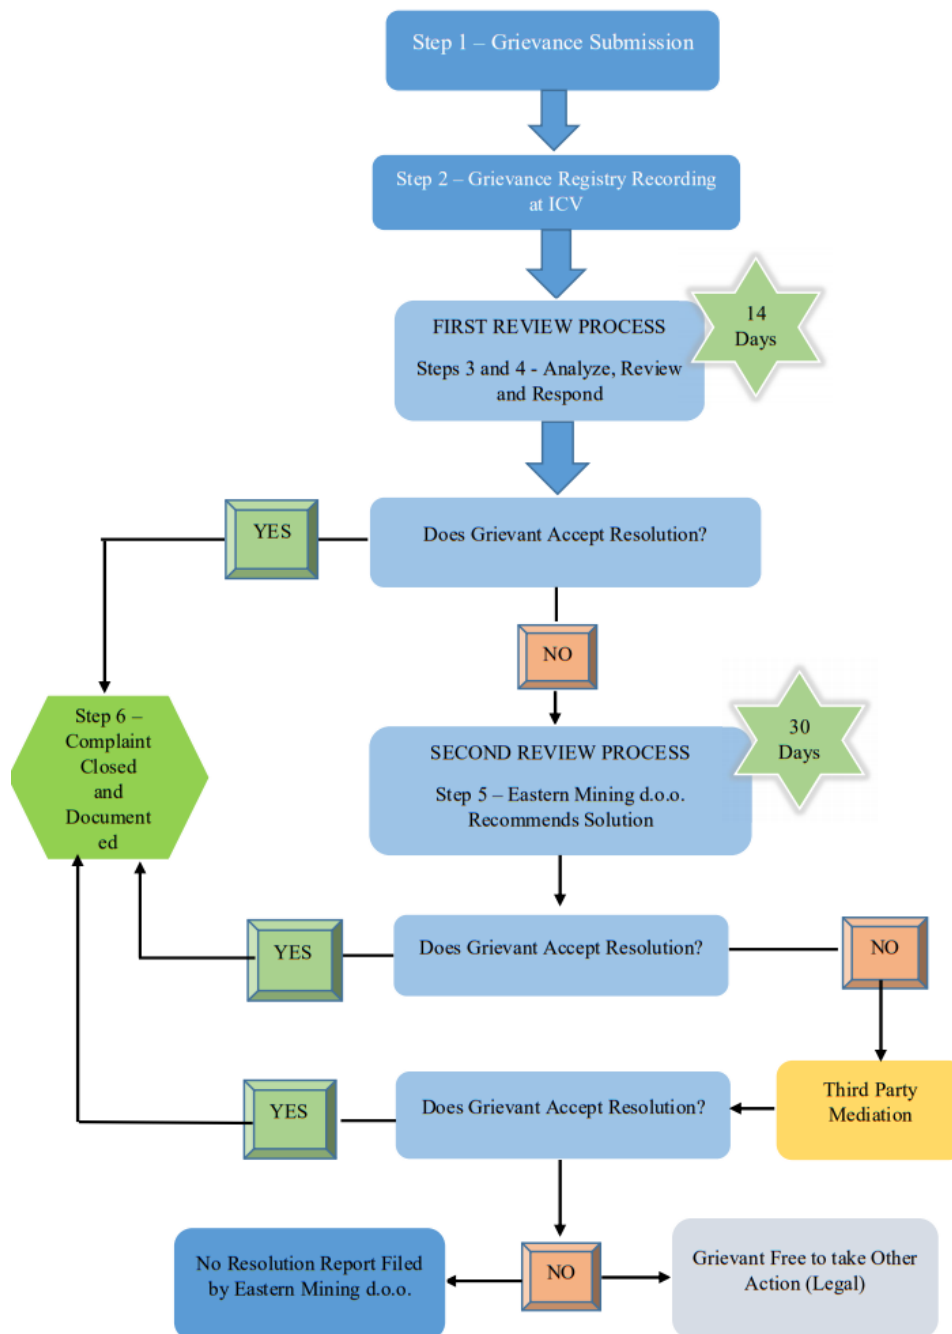 Step 1 – Grievance Submission
Step 2 – Grievance Registry Recording
at ICV
FIRST REVIEW PROCESS
Steps 3 and 4 - Analyze, Review
and Respond
14
Days
Does Grievant Accept Resolution?
YES
NO
Step 6 –
Complaint
Closed
and
Document
ed
SECOND REVIEW PROCESS
Step 5 – Eastern Mining d.o.o.
Recommends Solution
30
Days
Does Grievant Accept Resolution?
YES
NO
Third Party
Mediation
Does Grievant Accept Resolution?
YES
NO
No Resolution Report Filed
by Eastern Mining d.o.o.
Grievant Free to take Other
Action (Legal)